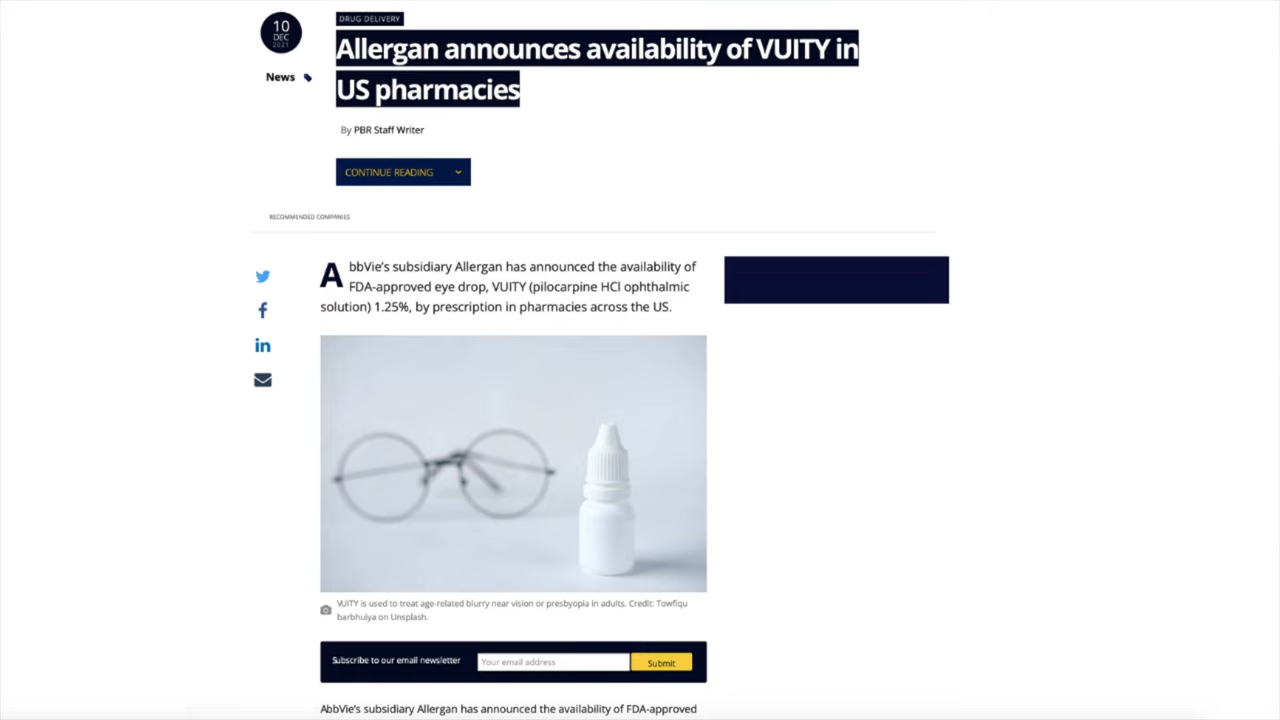 10
DEC
2021
News
DRUG DELIVERY
Allergan announces availability of VUITY in
US pharmacies
By PBR Staff Writer
CONTINUE READING
RECOMMENDED COMPANIES
AbbVie’s subsidiary Allergan has announced the availability of
FDA-approved eye drop, VUITY (pilocarpine HCl ophthalmic
solution) 1.25%, by prescription in pharmacies across the US.
VUITY is used to treat age-related blurry near vision or presbyopia in adults. Credit: Towfiqu
barbhuiya on Unsplash.
Subscribe to our email newsletter
Your email address
Submit
AbbVie’s subsidiary Allergan has announced the availability of FDA-approved